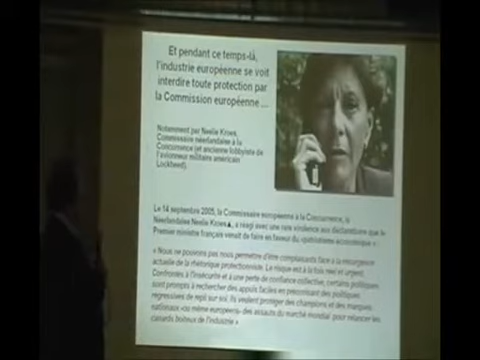 Et pendant ce temps-là,
l'industrie européenne se voit
interdire toute protection par
la Commission européenne ...
Notamment par Neelie Kroes,
Commissaire néerlandaise à la
Concurrence (et ancienne lobbyiste de
l'avionneur militaire américain
Lockheed).
Le 14 septembre 2005, la Commissaire européenne à la Concurrence, la
Néerlandaise Neelie Kroes▲, a réagi avec une rare virulence aux déclarations que le
Premier ministre français venait de faire en faveur du «patriotisme économique» :
« Nous ne pouvons pas nous permettre d'être complaisants face à la résurgence
actuelle de la rhétorique protectionniste. Le risque est à la fois réel et urgent.
Confrontés à l'insécurité et à une perte de confiance collective, certains politiques
sont prompts à rechercher des appuis faciles en préconisant des politiques
régressives de repli sur soi. Ils veulent protéger des champions et des marques
nationaux «ou même européens» des assauts du marché mondial pour relancer les
canards boiteux de l'industrie »